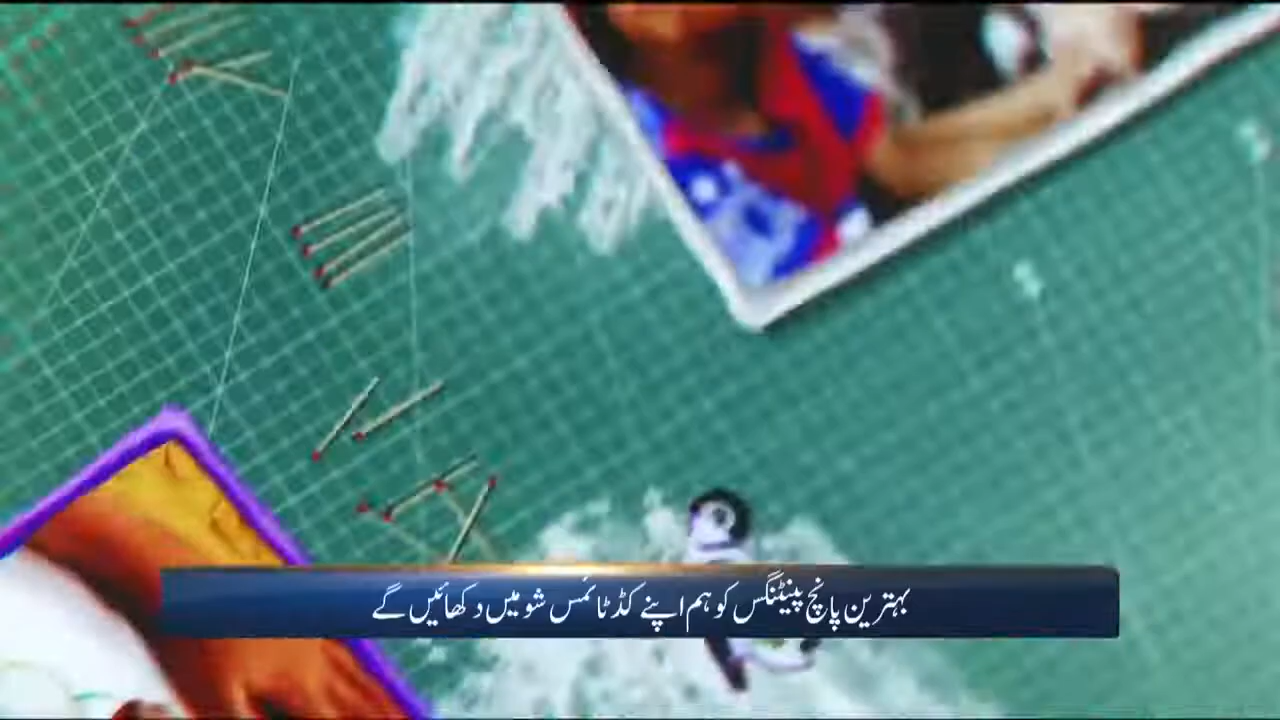 بہترین پانچ پینٹنگس کو ہم اپنے کڈ ٹائمس شو میں دکھائیں گے